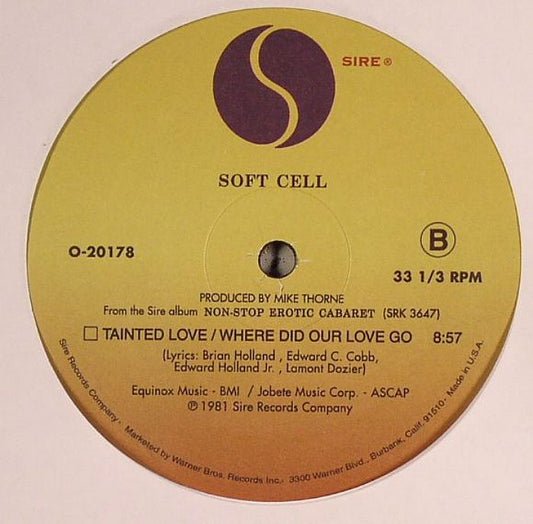 SIRE®
SOFT CELL
O-20178
B
33 1/3 RPM
PRODUCED BY MIKE THORNE
From the Sire album NON-STOP EROTIC CABARET (SRK 3647)
TAINTED LOVE / WHERE DID OUR LOVE GO 8:57
(Lyrics: Brian Holland , Edward C. Cobb,
Edward Holland Jr. , Lamont Dozier)
Equinox Music - BMI / Jobete Music Corp. - ASCAP
℗ 1981 Sire Records Company
Sire Records Company · Marketed by Warner Bros. Records Inc. · 3300 Warner Blvd., Burbank, Calif. 91510 · Made in U.S.A.